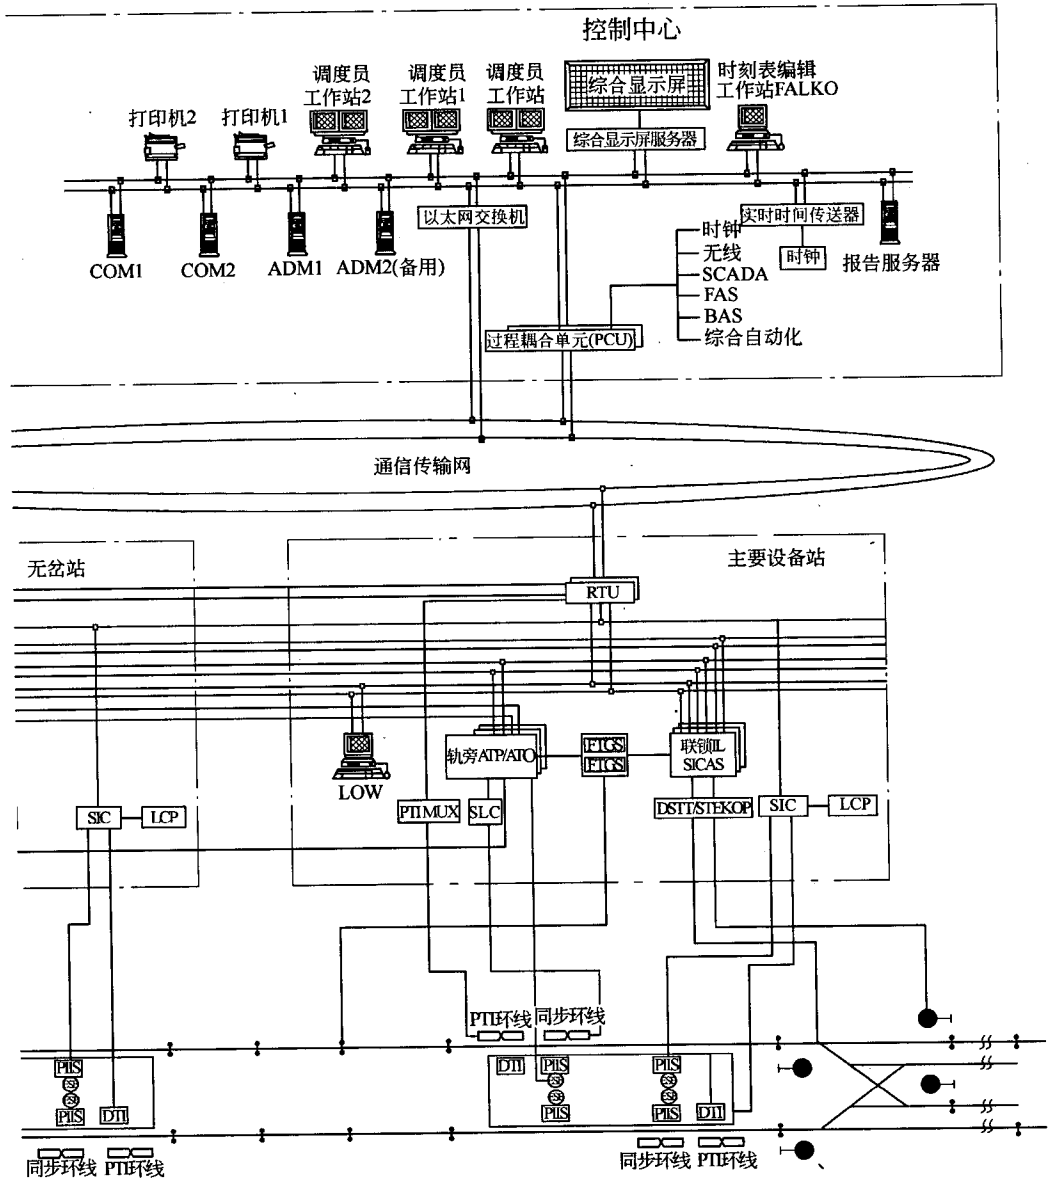 控制中心
调度员
工作站2
调度员
工作站1
调度员
工作站
综合显示屏
时刻表编辑
工作站FALKO
打印机2
打印机1
综合显示屏服务器
以太网交换机
实时时间传送器
时钟
COM1
COM2
ADM1
ADM2(备用)
报告服务器
时钟
无线
SCADA
FAS
BAS
综合自动化
过程耦合单元(PCU)
通信传输网
无岔站
主要设备站
RTU
轨旁ATP/ATO
FTGS
FTGS
联锁IL
SICAS
LOW
PTI MUX
SLC
DSTT/STEKOP
SIC
LCP
SIC
LCP
PTI环线
同步环线
PIIS
PIIS
DTI
DTI
PIIS
PIIS
PIIS
PIIS
DTI
同步环线
PTI环线
同步环线
PTI环线